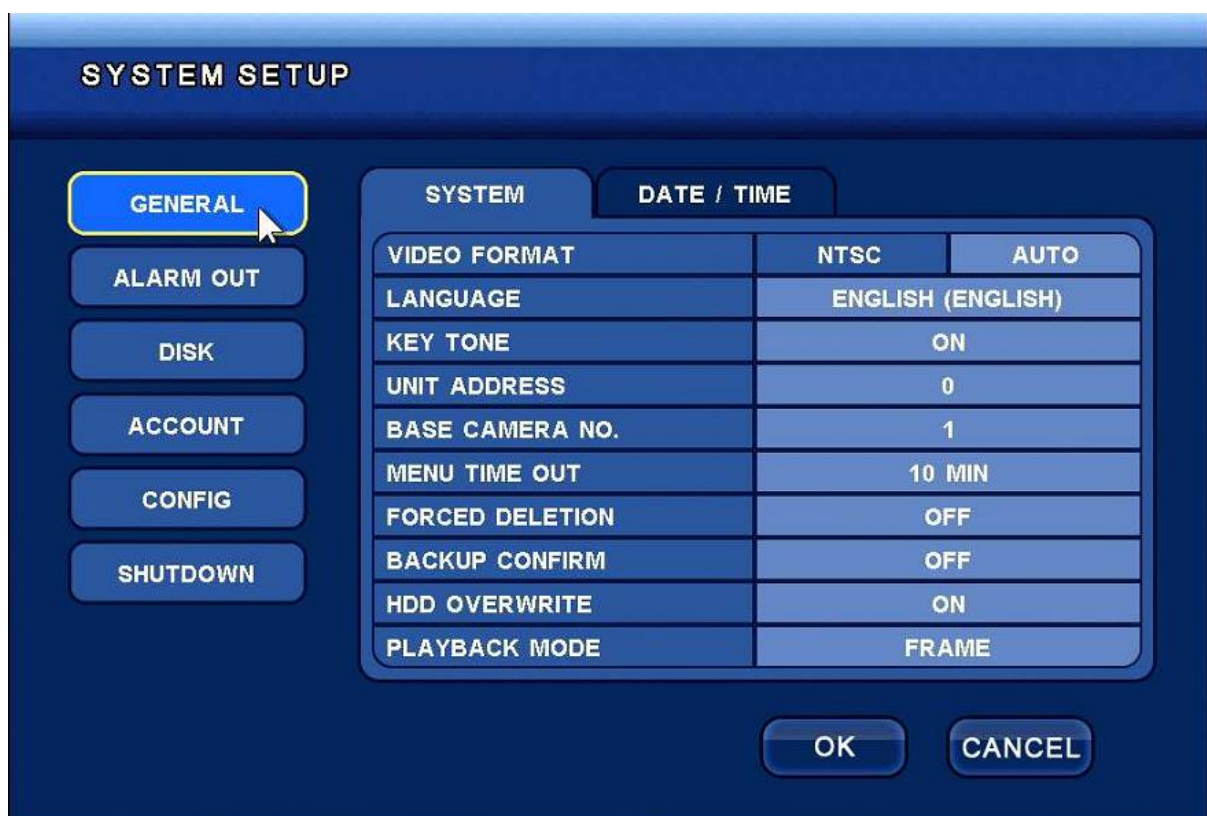 SYSTEM SETUP
GENERAL
ALARM OUT
DISK
ACCOUNT
CONFIG
SHUTDOWN
SYSTEM DATE / TIME
VIDEO FORMAT NTSC AUTO
LANGUAGE ENGLISH (ENGLISH)
KEY TONE ON
UNIT ADDRESS 0
BASE CAMERA NO. 1
MENU TIME OUT 10 MIN
FORCED DELETION OFF
BACKUP CONFIRM OFF
HDD OVERWRITE ON
PLAYBACK MODE FRAME
OK CANCEL